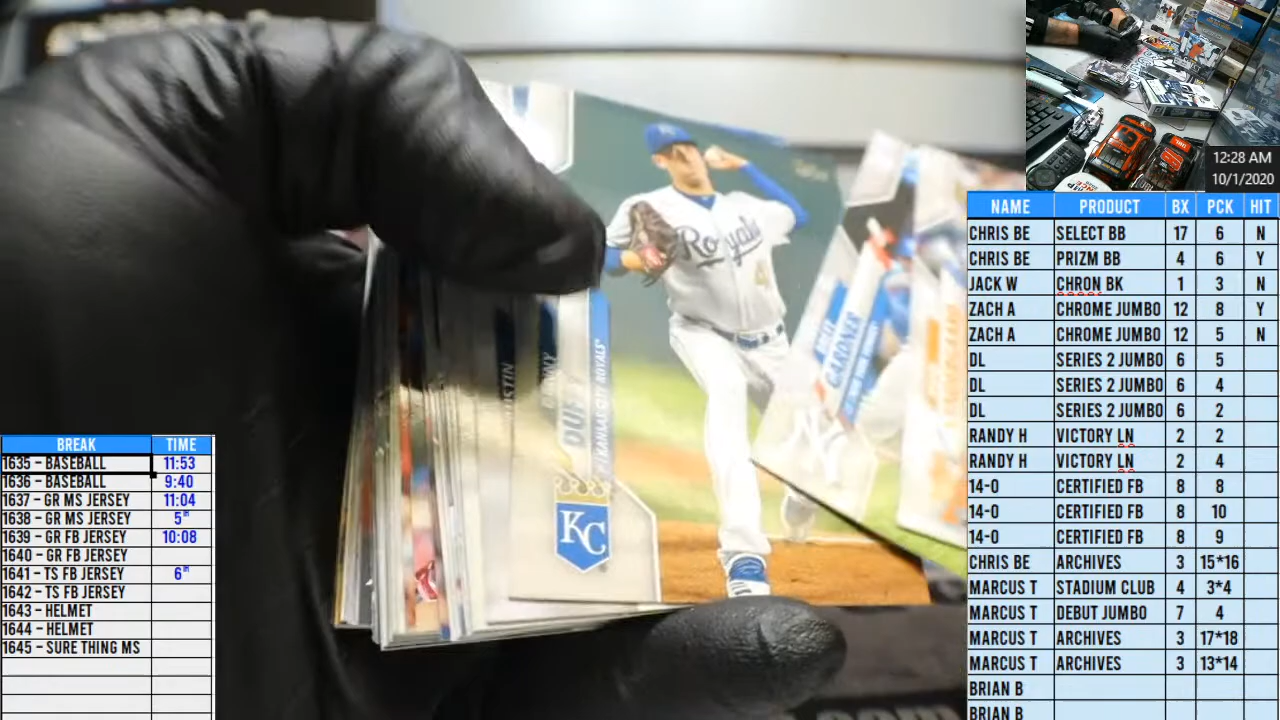 12:28 AM
10/1/2020
NAME PRODUCT BX PCK HIT
CHRIS BE SELECT BB 17 6 N
CHRIS BE PRIZM BB 4 6 Y
JACK W CHRON BK 1 3 N
ZACH A CHROME JUMBO 12 8 Y
ZACH A CHROME JUMBO 12 5 N
DL SERIES 2 JUMBO 6 5
DL SERIES 2 JUMBO 6 4
DL SERIES 2 JUMBO 6 2
RANDY H VICTORY LN 2 2
RANDY H VICTORY LN 2 4
14-0 CERTIFIED FB 8 8
14-0 CERTIFIED FB 8 10
14-0 CERTIFIED FB 8 9
CHRIS BE ARCHIVES 3 15*16
MARCUS T STADIUM CLUB 4 3*4
MARCUS T DEBUT JUMBO 7 4
MARCUS T ARCHIVES 3 17*18
MARCUS T ARCHIVES 3 13*14
BRIAN B
BRIAN B
BREAK TIME
1635 - BASEBALL 11:53
1636 - BASEBALL 9:40
1637 - GR MS JERSEY 11:04
1638 - GR MS JERSEY 5TH
1639 - GR FB JERSEY 10:08
1640 - GR FB JERSEY
1641 - TS FB JERSEY 6TH
1642 - TS FB JERSEY
1643 - HELMET
1644 - HELMET
1645 - SURE THING MS
Royals
4
KANSAS CITY ROYALS
KC
GARDNER